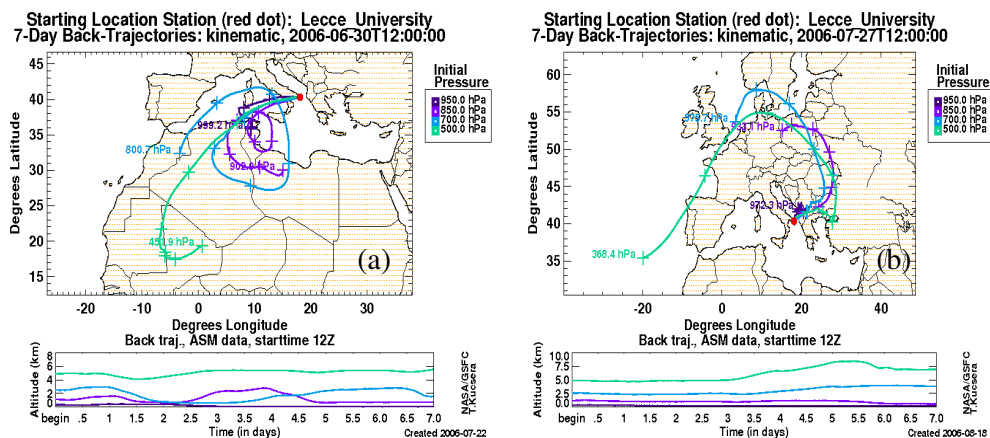 Starting Location Station (red dot): Lecce_University
7-Day Back-Trajectories: kinematic, 2006-06-30T12:00:00
Initial
Pressure
950.0 hPa
850.0 hPa
700.0 hPa
500.0 hPa
Degrees Latitude
45
40
35
30
25
20
15
800.7 hPa
(a)
-20
-10
0
10
20
30
Degrees Longitude
Back traj., ASM data, starttime 12Z
Altitude (km)
8
6
4
2
0
begin
.5
1
1.5
2
2.5
3
3.5
4
4.5
5
5.5
6
6.5
7.0
Time (in days)
NASA/GSFC
T.Kucsera
Created 2006-07-22
Starting Location Station (red dot): Lecce_University
7-Day Back-Trajectories: kinematic, 2006-07-27T12:00:00
Initial
Pressure
950.0 hPa
850.0 hPa
700.0 hPa
500.0 hPa
Degrees Latitude
60
55
50
45
40
35
972.3 hPa
368.4 hPa
(b)
-20
0
20
40
Degrees Longitude
Back traj., ASM data, starttime 12Z
Altitude (km)
10.0
7.5
5.0
2.5
0.0
begin
.5
1
1.5
2
2.5
3
3.5
4
4.5
5
5.5
6
6.5
7.0
Time (in days)
NASA/GSFC
T.Kucsera
Created 2006-08-18